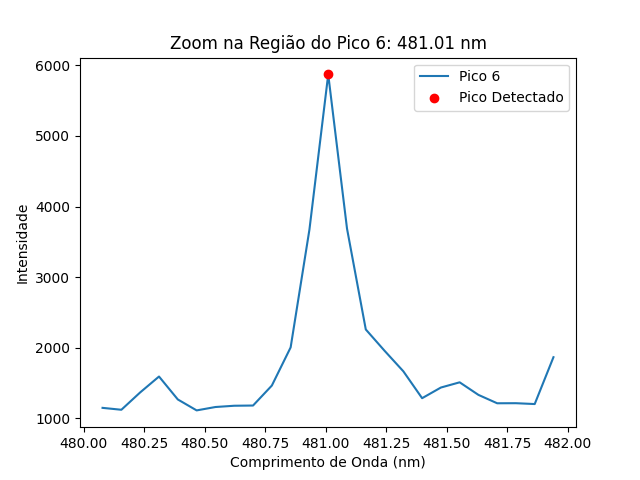 Zoom na Região do Pico 6: 481.01 nm
Pico 6
Pico Detectado
Intensidade
6000
5000
4000
3000
2000
1000
480.00 480.25 480.50 480.75 481.00 481.25 481.50 481.75 482.00
Comprimento de Onda (nm)